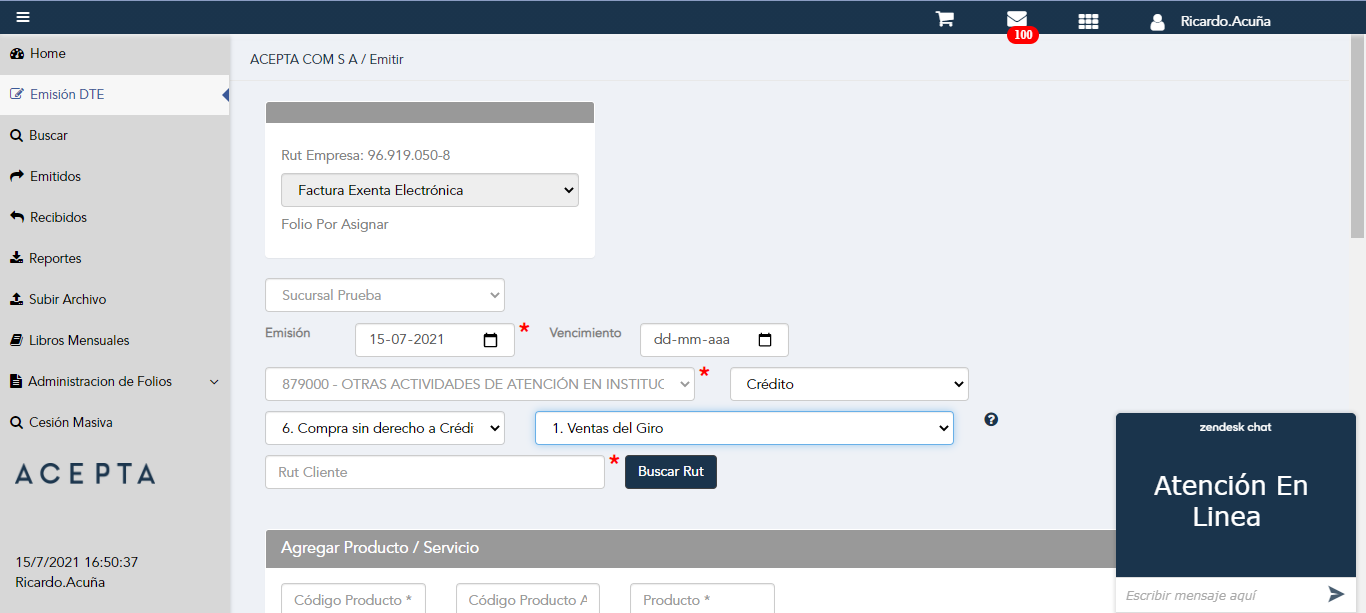 100
Ricardo.Acuña
Home
Emisión DTE
Buscar
Emitidos
Recibidos
Reportes
Subir Archivo
Libros Mensuales
Administracion de Folios
Cesión Masiva
ACEPTA
15/7/2021 16:50:37
Ricardo.Acuña
ACEPTA COM S A / Emitir
Rut Empresa: 96.919.050-8
Factura Exenta Electrónica
Folio Por Asignar
Sucursal Prueba
Emisión 15-07-2021 * Vencimiento dd-mm-aaa
879000 - OTRAS ACTIVIDADES DE ATENCIÓN EN INSTITUC * Crédito
6. Compra sin derecho a Crédi 1. Ventas del Giro ?
Rut Cliente * Buscar Rut
Agregar Producto / Servicio
Código Producto * Código Producto A Producto *
zendesk chat
Atención En
Linea
Escribir mensaje aquí